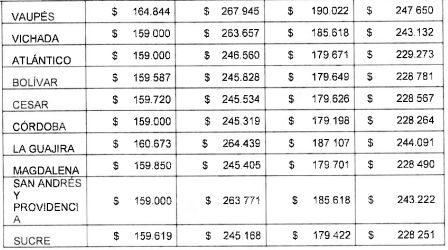 VAUPÉS $ 164.844 $ 267.945 $ 190.022 $ 247.650
VICHADA $ 159.000 $ 263.657 $ 185.618 $ 243.132
ATLÁNTICO $ 159.000 $ 246.560 $ 179.671 $ 229.273
BOLÍVAR $ 159.587 $ 245.828 $ 179.649 $ 228.781
CESAR $ 159.720 $ 245.534 $ 179.626 $ 228.567
CÓRDOBA $ 159.000 $ 245.319 $ 179.198 $ 228.264
LA GUAJIRA $ 160.673 $ 264.439 $ 187.107 $ 244.091
MAGDALENA $ 159.850 $ 245.405 $ 179.701 $ 228.490
SAN ANDRÉS
Y
PROVIDENCI
A $ 159.000 $ 263.771 $ 185.618 $ 243.222
SUCRE $ 159.619 $ 245.168 $ 179.422 $ 228.251